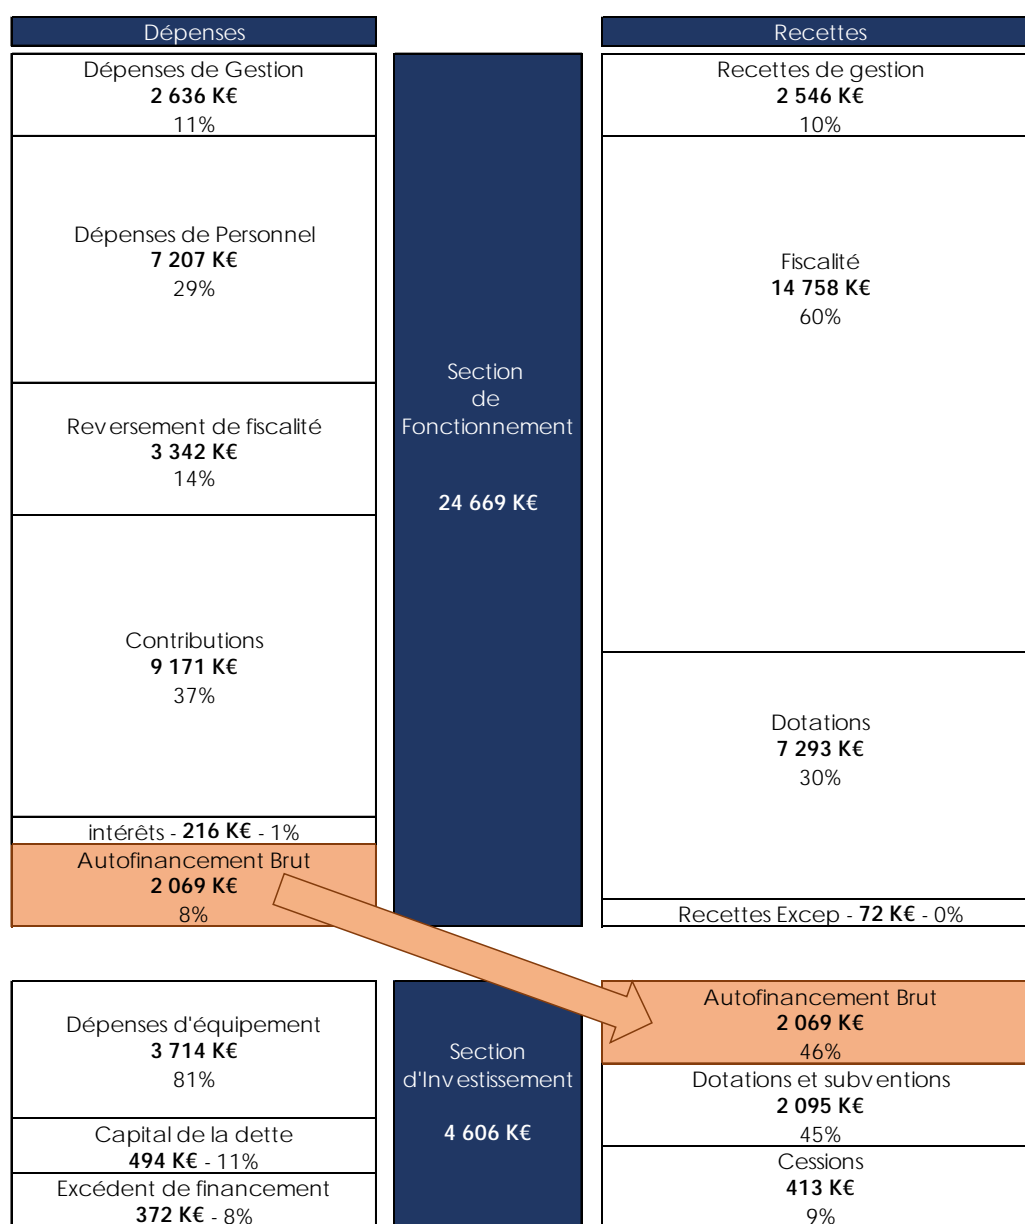 Dépenses
Recettes
Dépenses de Gestion
2 636 K€
11%
Dépenses de Personnel
7 207 K€
29%
Reversement de fiscalité
3 342 K€
14%
Contributions
9 171 K€
37%
intérêts - 216 K€ - 1%
Autofinancement Brut
2 069 K€
8%
Section
de
Fonctionnement
24 669 K€
Recettes de gestion
2 546 K€
10%
Fiscalité
14 758 K€
60%
Dotations
7 293 K€
30%
Recettes Excep - 72 K€ - 0%
Dépenses d'équipement
3 714 K€
81%
Capital de la dette
494 K€ - 11%
Excédent de financement
372 K€ - 8%
Section
d'Investissement
4 606 K€
Autofinancement Brut
2 069 K€
46%
Dotations et subventions
2 095 K€
45%
Cessions
413 K€
9%